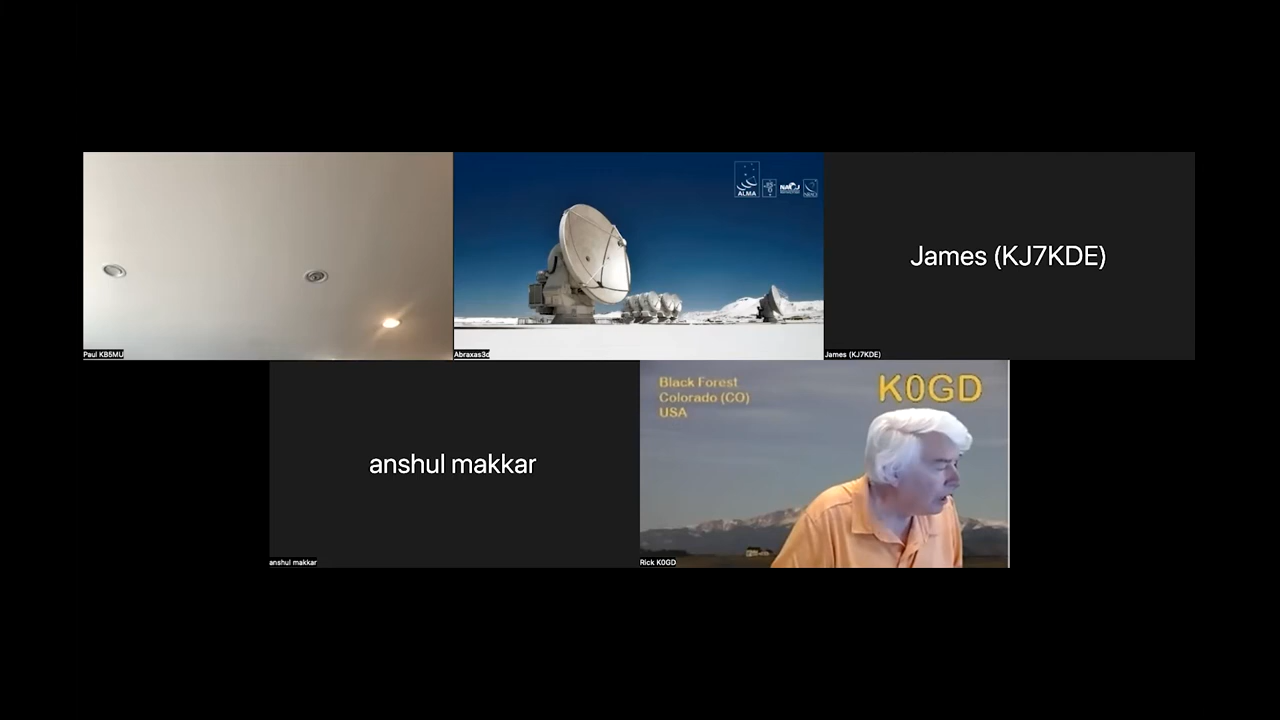 ALMA
Paul KB5MU
Abraxas3d
James (KJ7KDE)
James (KJ7KDE)
anshul makkar
anshul makkar
Black Forest
Colorado (CO)
USA
K0GD
Rick K0GD